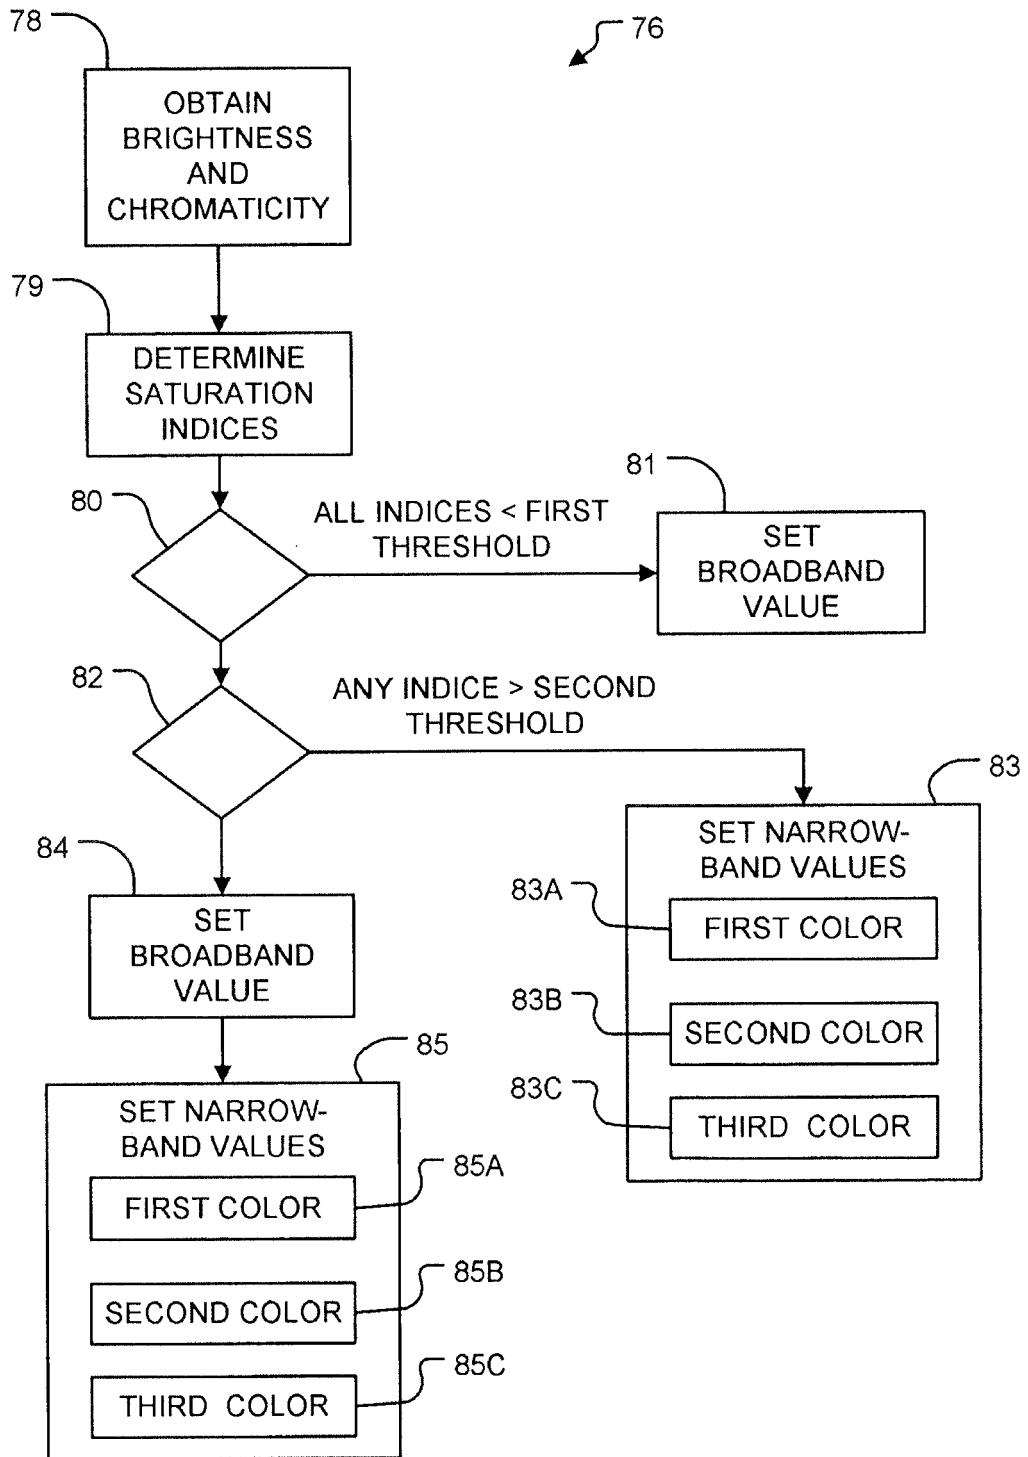 78
76
OBTAIN
BRIGHTNESS
AND
CHROMATICITY
79
DETERMINE
SATURATION
INDICES
80
ALL INDICES < FIRST
THRESHOLD
81
SET
BROADBAND
VALUE
82
ANY INDICE > SECOND
THRESHOLD
83
SET NARROW-
BAND VALUES
83A
FIRST COLOR
83B
SECOND COLOR
83C
THIRD COLOR
84
SET
BROADBAND
VALUE
85
SET NARROW-
BAND VALUES
85A
FIRST COLOR
85B
SECOND COLOR
85C
THIRD COLOR